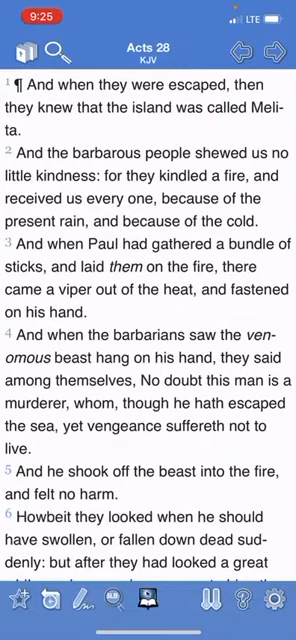 9:25
LTE
Acts 28
KJV
1 ¶ And when they were escaped, then
they knew that the island was called Meli-
ta.
2 And the barbarous people shewed us no
little kindness: for they kindled a fire, and
received us every one, because of the
present rain, and because of the cold.
3 And when Paul had gathered a bundle of
sticks, and laid them on the fire, there
came a viper out of the heat, and fastened
on his hand.
4 And when the barbarians saw the ven-
omous beast hang on his hand, they said
among themselves, No doubt this man is a
murderer, whom, though he hath escaped
the sea, yet vengeance suffereth not to
live.
5 And he shook off the beast into the fire,
and felt no harm.
6 Howbeit they looked when he should
have swollen, or fallen down dead sud-
denly: but after they had looked a great